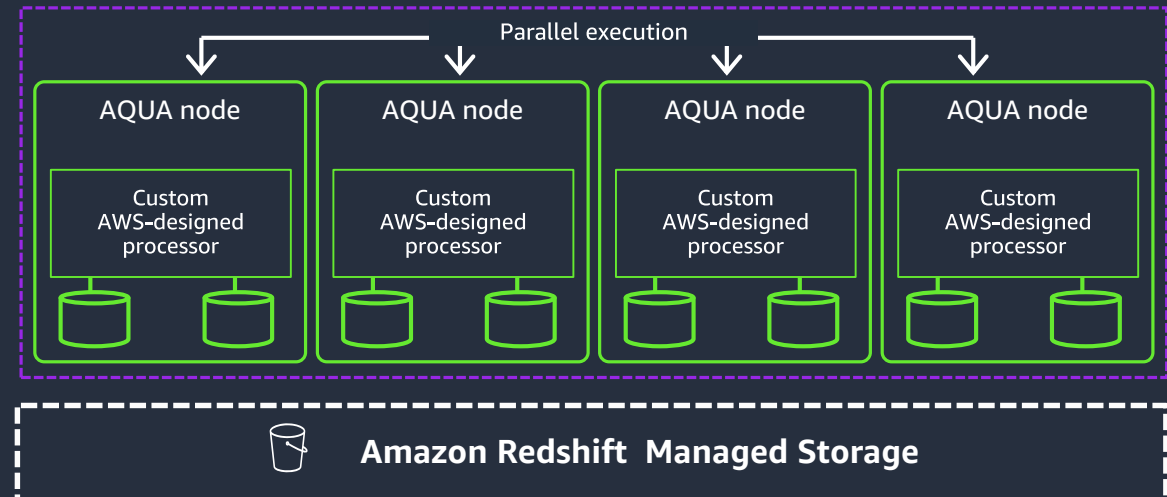 Parallel execution
AQUA node
AQUA node
AQUA node
AQUA node
Custom
AWS-designed
processor
Custom
AWS-designed
processor
Custom
AWS-designed
processor
Custom
AWS-designed
processor
Amazon Redshift  Managed Storage